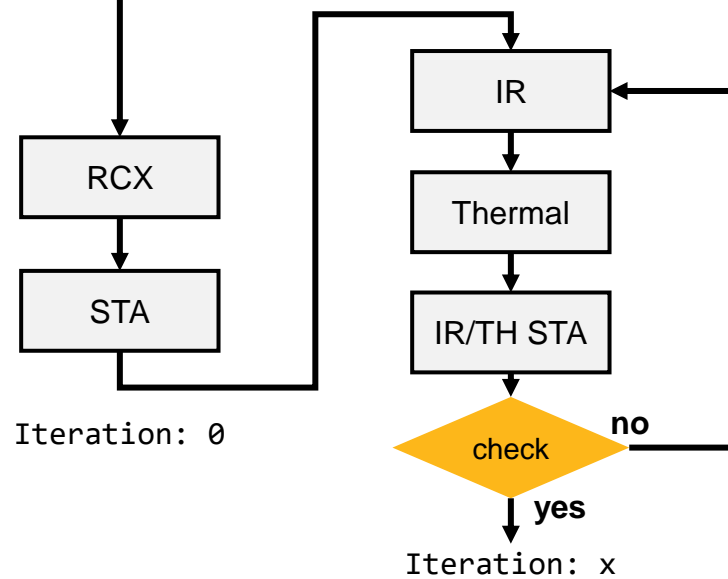 RCX
STA
Iteration: 0
IR
Thermal
IR/TH STA
check
no
yes
Iteration: x